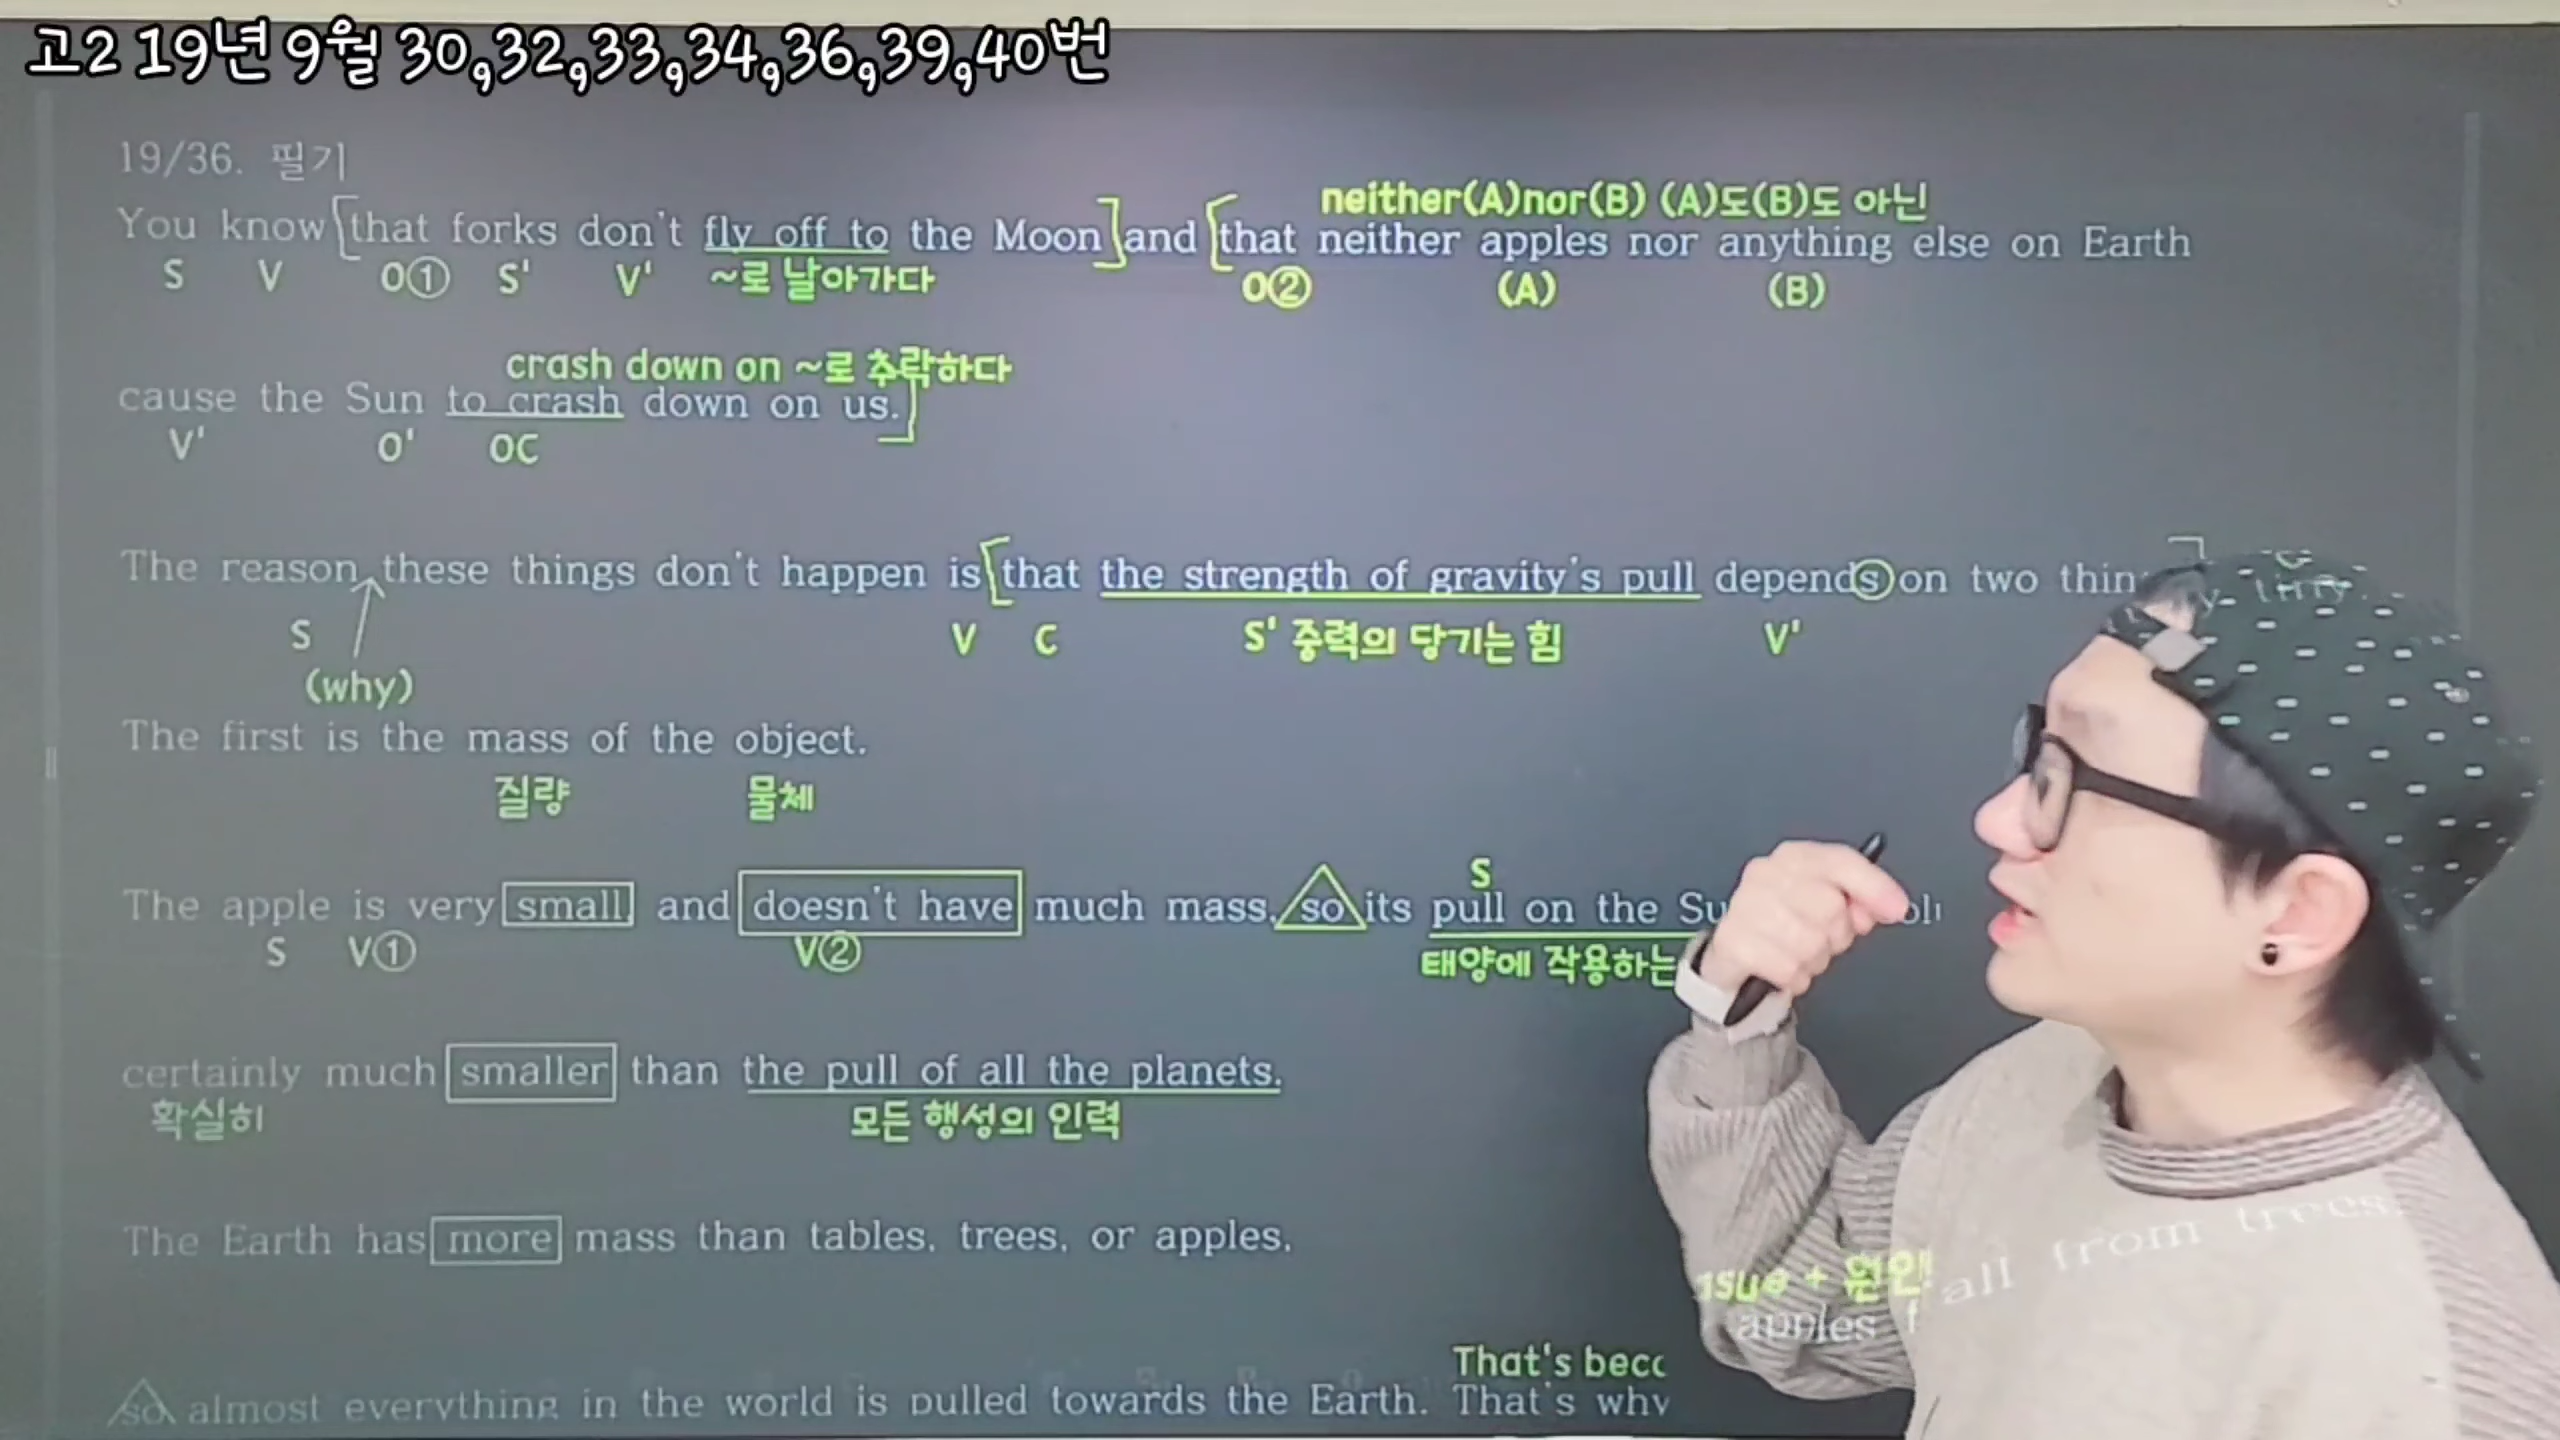 고2 19년 9월 30,32,33,34,36,39,40번
19/36. 필기
neither(A)nor(B) (A)도(B)도 아닌
You know [that forks don't fly off to the Moon] and [that neither apples nor anything else on Earth
S V O① S' V' ~로 날아가다 O② (A) (B)
crash down on ~로 추락하다
cause the Sun to crash down on us.]
V' O' OC
The reason these things don't happen is [that the strength of gravity's pull depends on two
S V C S' 중력의 당기는 힘 V'
(why)
The first is the mass of the object.
질량 물체
S
The apple is very small, and doesn't have much mass, so its pull on the
S V① V② 태양에 작용하는
certainly much smaller than the pull of all the planets.
확실히 모든 행성의 인력
The Earth has more mass than tables, trees, or apples,
+ 원인
That's
so almost everything in the world is pulled towards the Earth. That's why apples fall from trees.